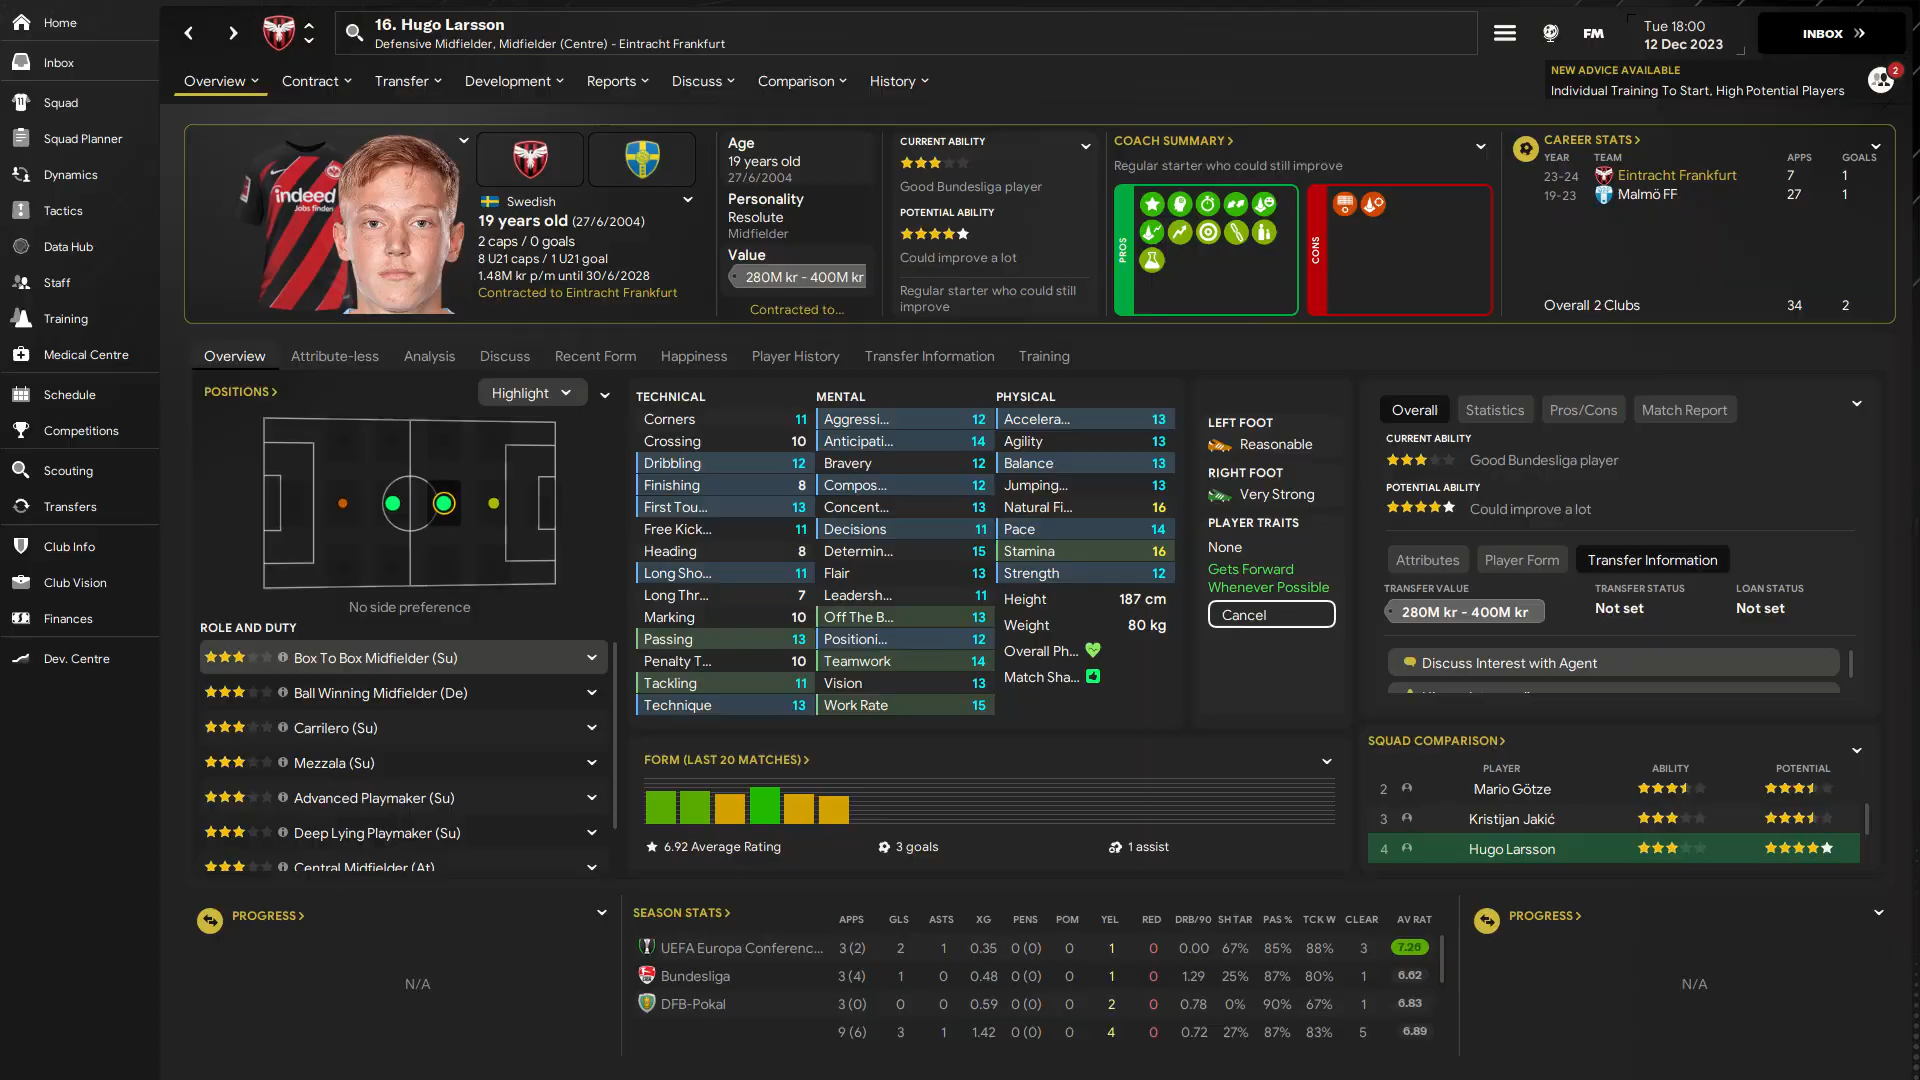 Home
Inbox
Squad
Squad Planner
Dynamics
Tactics
Data Hub
Staff
Training
Medical Centre
Schedule
Competitions
Scouting
Transfers
Club Info
Club Vision
Finances
Dev. Centre
16. Hugo Larsson
Defensive Midfielder, Midfielder (Centre) - Eintracht Frankfurt
FM
Tue 18:00
12 Dec 2023
INBOX
Overview Contract Transfer Development Reports Discuss Comparison History
NEW ADVICE AVAILABLE
Individual Training To Start, High Potential Players
2
indeed
Jobs finden
Swedish
19 years old (27/6/2004)
2 caps / 0 goals
8 U21 caps / 1 U21 goal
1.48M kr p/m until 30/6/2028
Contracted to Eintracht Frankfurt
Age
19 years old
27/6/2004
Personality
Resolute
Midfielder
Value
280M kr - 400M kr
Contracted to...
CURRENT ABILITY
Good Bundesliga player
POTENTIAL ABILITY
Could improve a lot
Regular starter who could still
improve
COACH SUMMARY
Regular starter who could still improve
PROS
CONS
CAREER STATS
YEAR TEAM APPS GOALS
23-24 Eintracht Frankfurt 7 1
19-23 Malmö FF 27 1
Overall 2 Clubs 34 2
Overview Attribute-less Analysis Discuss Recent Form Happiness Player History Transfer Information Training
POSITIONS
Highlight
No side preference
ROLE AND DUTY
Box To Box Midfielder (Su)
Ball Winning Midfielder (De)
Carrilero (Su)
Mezzala (Su)
Advanced Playmaker (Su)
Deep Lying Playmaker (Su)
Central Midfielder (At)
TECHNICAL
Corners 11
Crossing 10
Dribbling 12
Finishing 8
First Tou... 13
Free Kick... 11
Heading 8
Long Sho... 11
Long Thr... 7
Marking 10
Passing 13
Penalty T... 10
Tackling 11
Technique 13
MENTAL
Aggressi... 12
Anticipati... 14
Bravery 12
Compos... 12
Concent... 13
Decisions 11
Determin... 15
Flair 13
Leadersh... 11
Off The B... 13
Positioni... 12
Teamwork 14
Vision 13
Work Rate 15
PHYSICAL
Accelera... 13
Agility 13
Balance 13
Jumping... 13
Natural Fi... 16
Pace 14
Stamina 16
Strength 12
Height 187 cm
Weight 80 kg
Overall Ph...
Match Sha...
LEFT FOOT
Reasonable
RIGHT FOOT
Very Strong
PLAYER TRAITS
None
Gets Forward
Whenever Possible
Cancel
Overall Statistics Pros/Cons Match Report
CURRENT ABILITY
Good Bundesliga player
POTENTIAL ABILITY
Could improve a lot
Attributes Player Form Transfer Information
TRANSFER VALUE TRANSFER STATUS LOAN STATUS
280M kr - 400M kr Not set Not set
Discuss Interest with Agent
FORM (LAST 20 MATCHES)
6.92 Average Rating 3 goals 1 assist
SQUAD COMPARISON
PLAYER ABILITY POTENTIAL
2 Mario Götze
3 Kristijan Jakić
4 Hugo Larsson
PROGRESS
N/A
SEASON STATS
APPS GLS ASTS XG PENS POM YEL RED DRB/90 SH TAR PAS % TCK W CLEAR AV RAT
UEFA Europa Conferenc... 3 (2) 2 1 0.35 0 (0) 0 1 0 0.00 67% 85% 88% 3 7.26
Bundesliga 3 (4) 1 0 0.48 0 (0) 0 1 0 1.29 25% 87% 80% 1 6.62
DFB-Pokal 3 (0) 0 0 0.59 0 (0) 0 2 0 0.78 0% 90% 67% 1 6.83
9 (6) 3 1 1.42 0 (0) 0 4 0 0.72 27% 87% 83% 5 6.89
PROGRESS
N/A